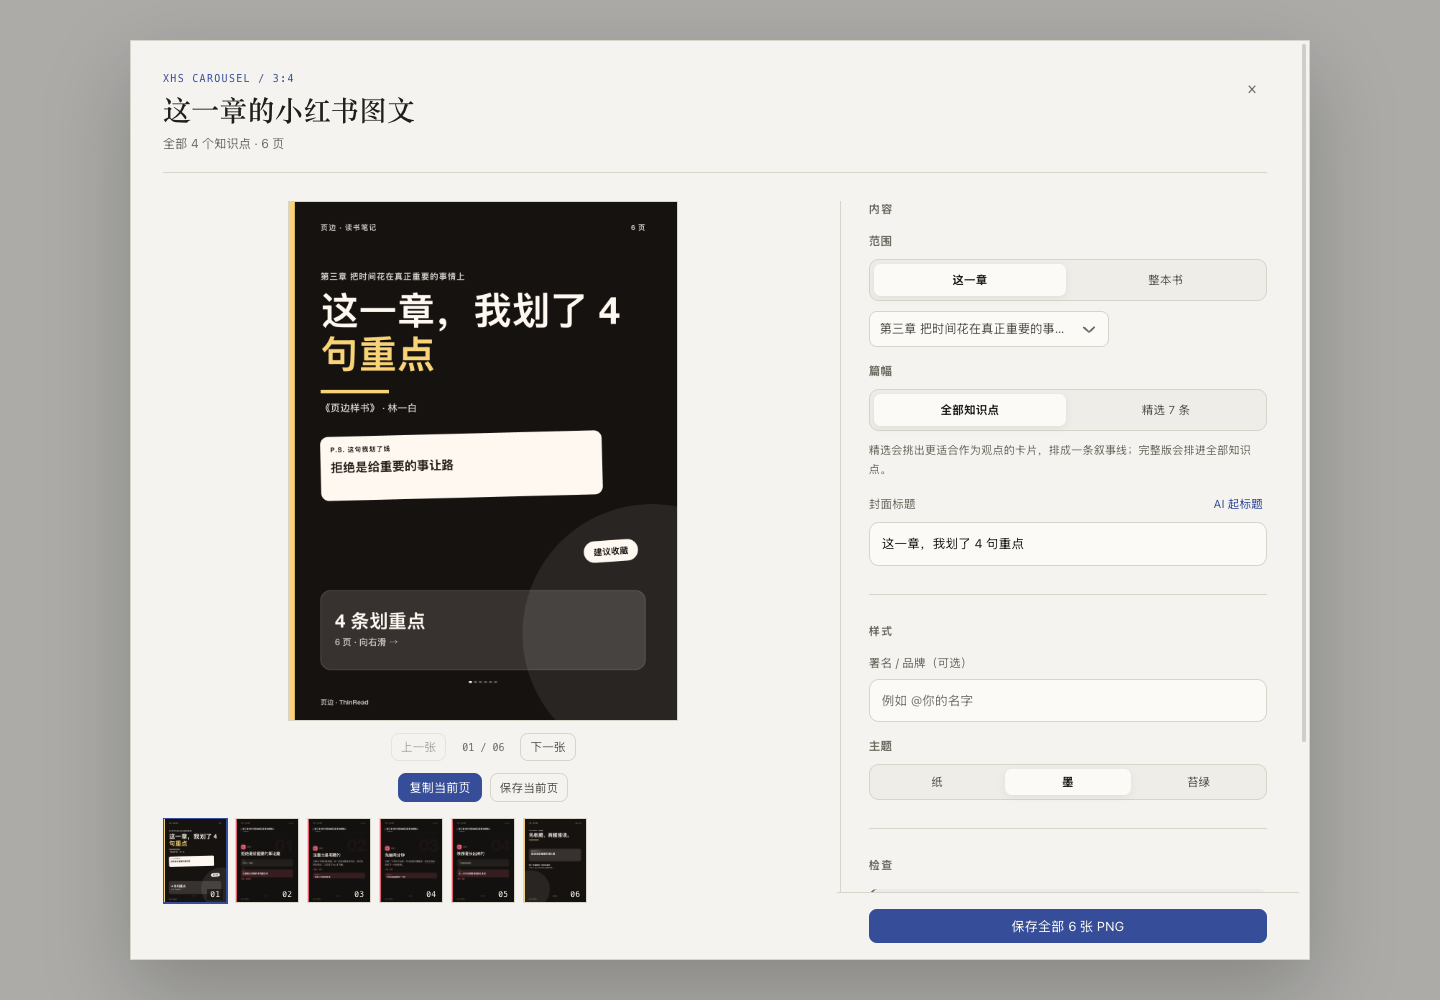 XHS CAROUSEL / 3:4
这一章的小红书图文
全部 4 个知识点 · 6 页
×
页边 · 读书笔记
6 页
第三章 把时间花在真正重要的事情上
这一章，我划了 4
句重点
《页边样书》 · 林一白
P.S. 这句我划了线
拒绝是给重要的事让路
建议收藏
4 条划重点
6 页 · 向右滑 →
页边 · ThinRead
上一张
01 / 06
下一张
复制当前页
保存当前页
01
02
03
04
05
06
内容
范围
这一章
整本书
第三章 把时间花在真正重要的事...
篇幅
全部知识点
精选 7 条
精选会挑出更适合作为观点的卡片，排成一条叙事线；完整版会排进全部知识
点。
封面标题
AI 起标题
这一章，我划了 4 句重点
样式
署名 / 品牌（可选）
例如 @你的名字
主题
纸
墨
苔绿
检查
保存全部 6 张 PNG